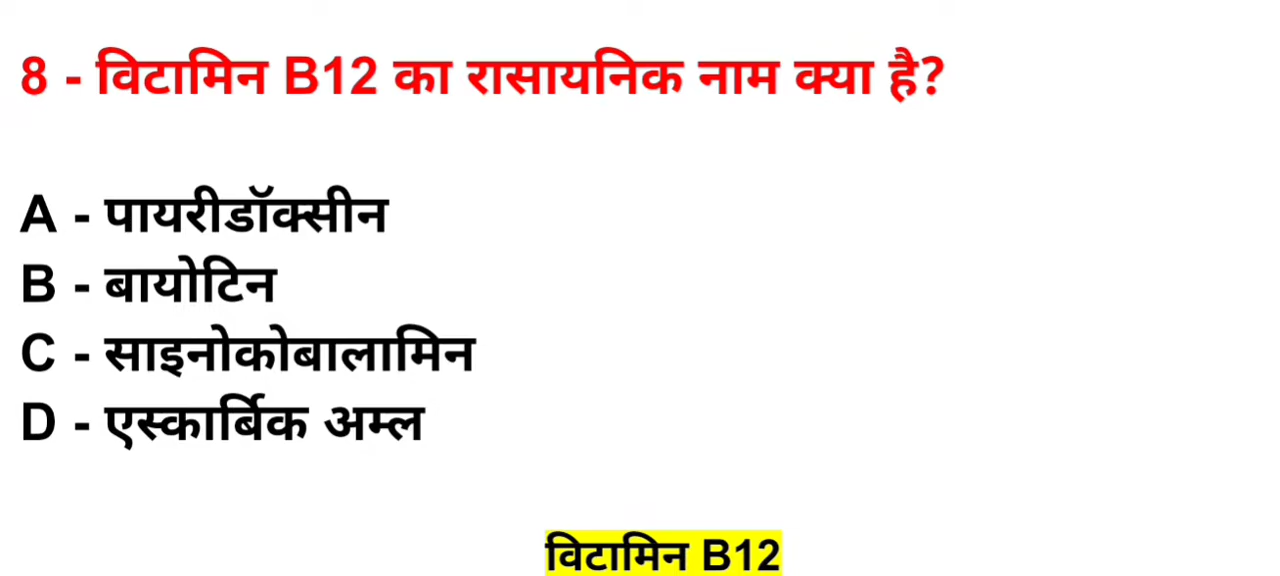 8 - विटामिन B12 का रासायनिक नाम क्या है?
A - पायरीडॉक्सीन
B - बायोटिन
C - साइनोकोबालामिन
D - एस्कार्बिक अम्ल
विटामिन B12